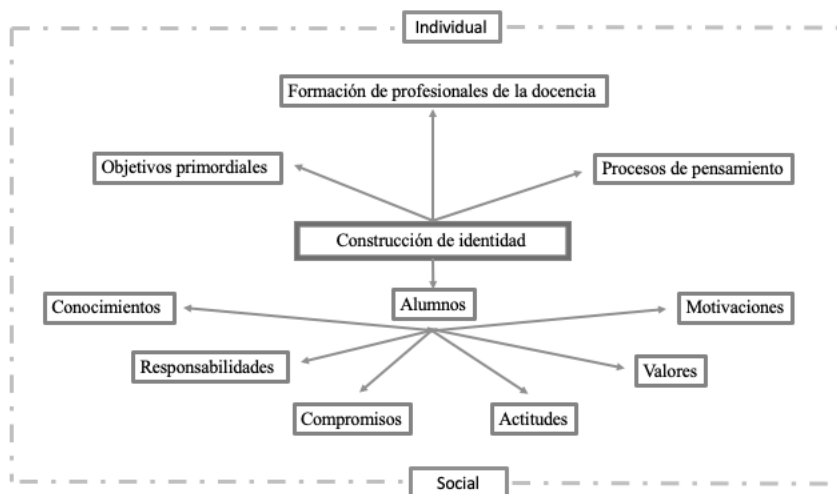 Individual
Formación de profesionales de la docencia
Objetivos primordiales
Procesos de pensamiento
Construcción de identidad
Alumnos
Conocimientos
Motivaciones
Responsabilidades
Valores
Compromisos
Actitudes
Social